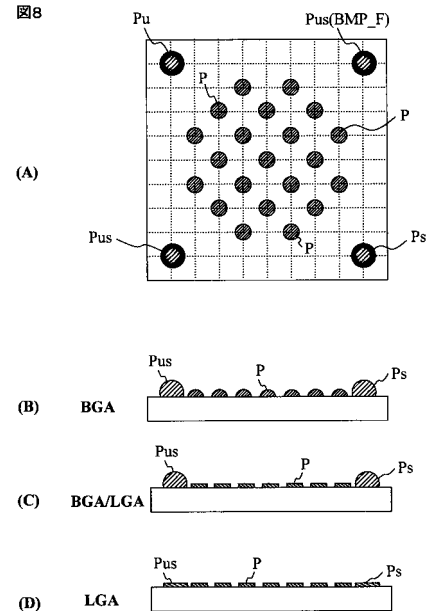 図8
Pu
Pus(BMP_F)
P
P
(A)
Pus
Ps
P
Pus
P
Ps
(B) BGA
Pus
P
Ps
(C) BGA/LGA
Pus
P
Ps
(D) LGA